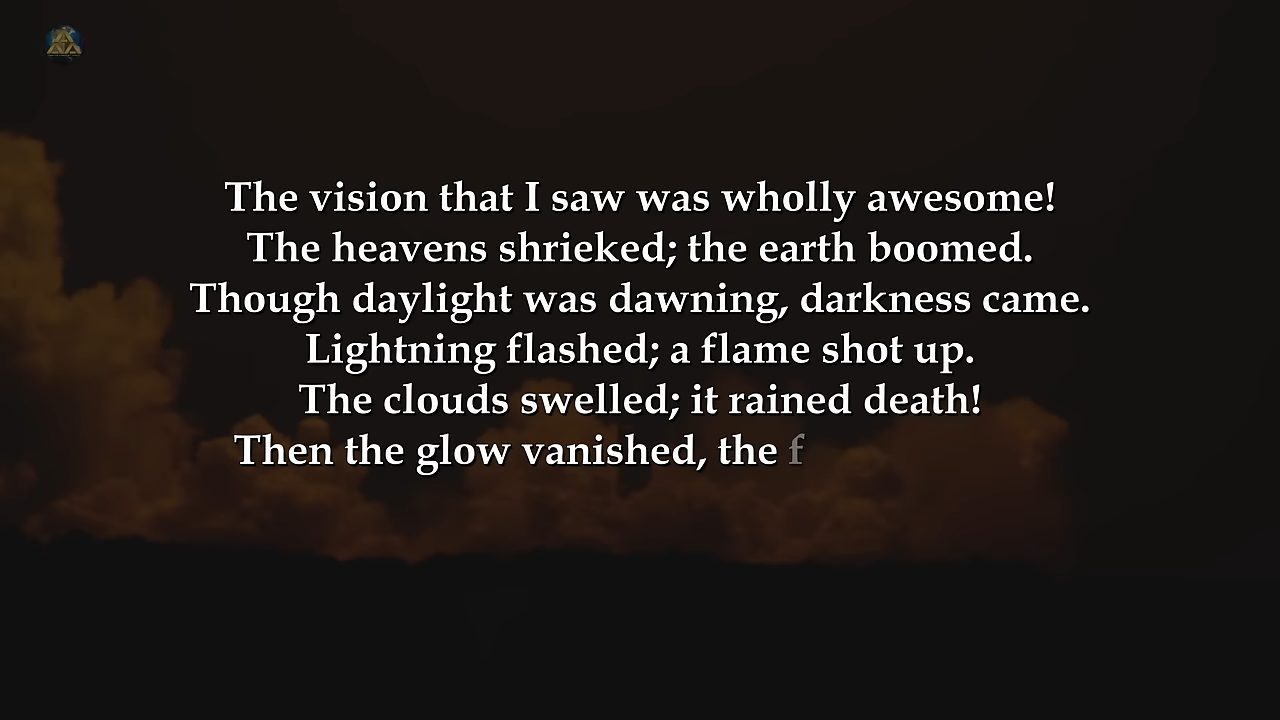 The vision that I saw was wholly awesome!
The heavens shrieked; the earth boomed.
Though daylight was dawning, darkness came.
Lightning flashed; a flame shot up.
The clouds swelled; it rained death!
Then the glow vanished, the f